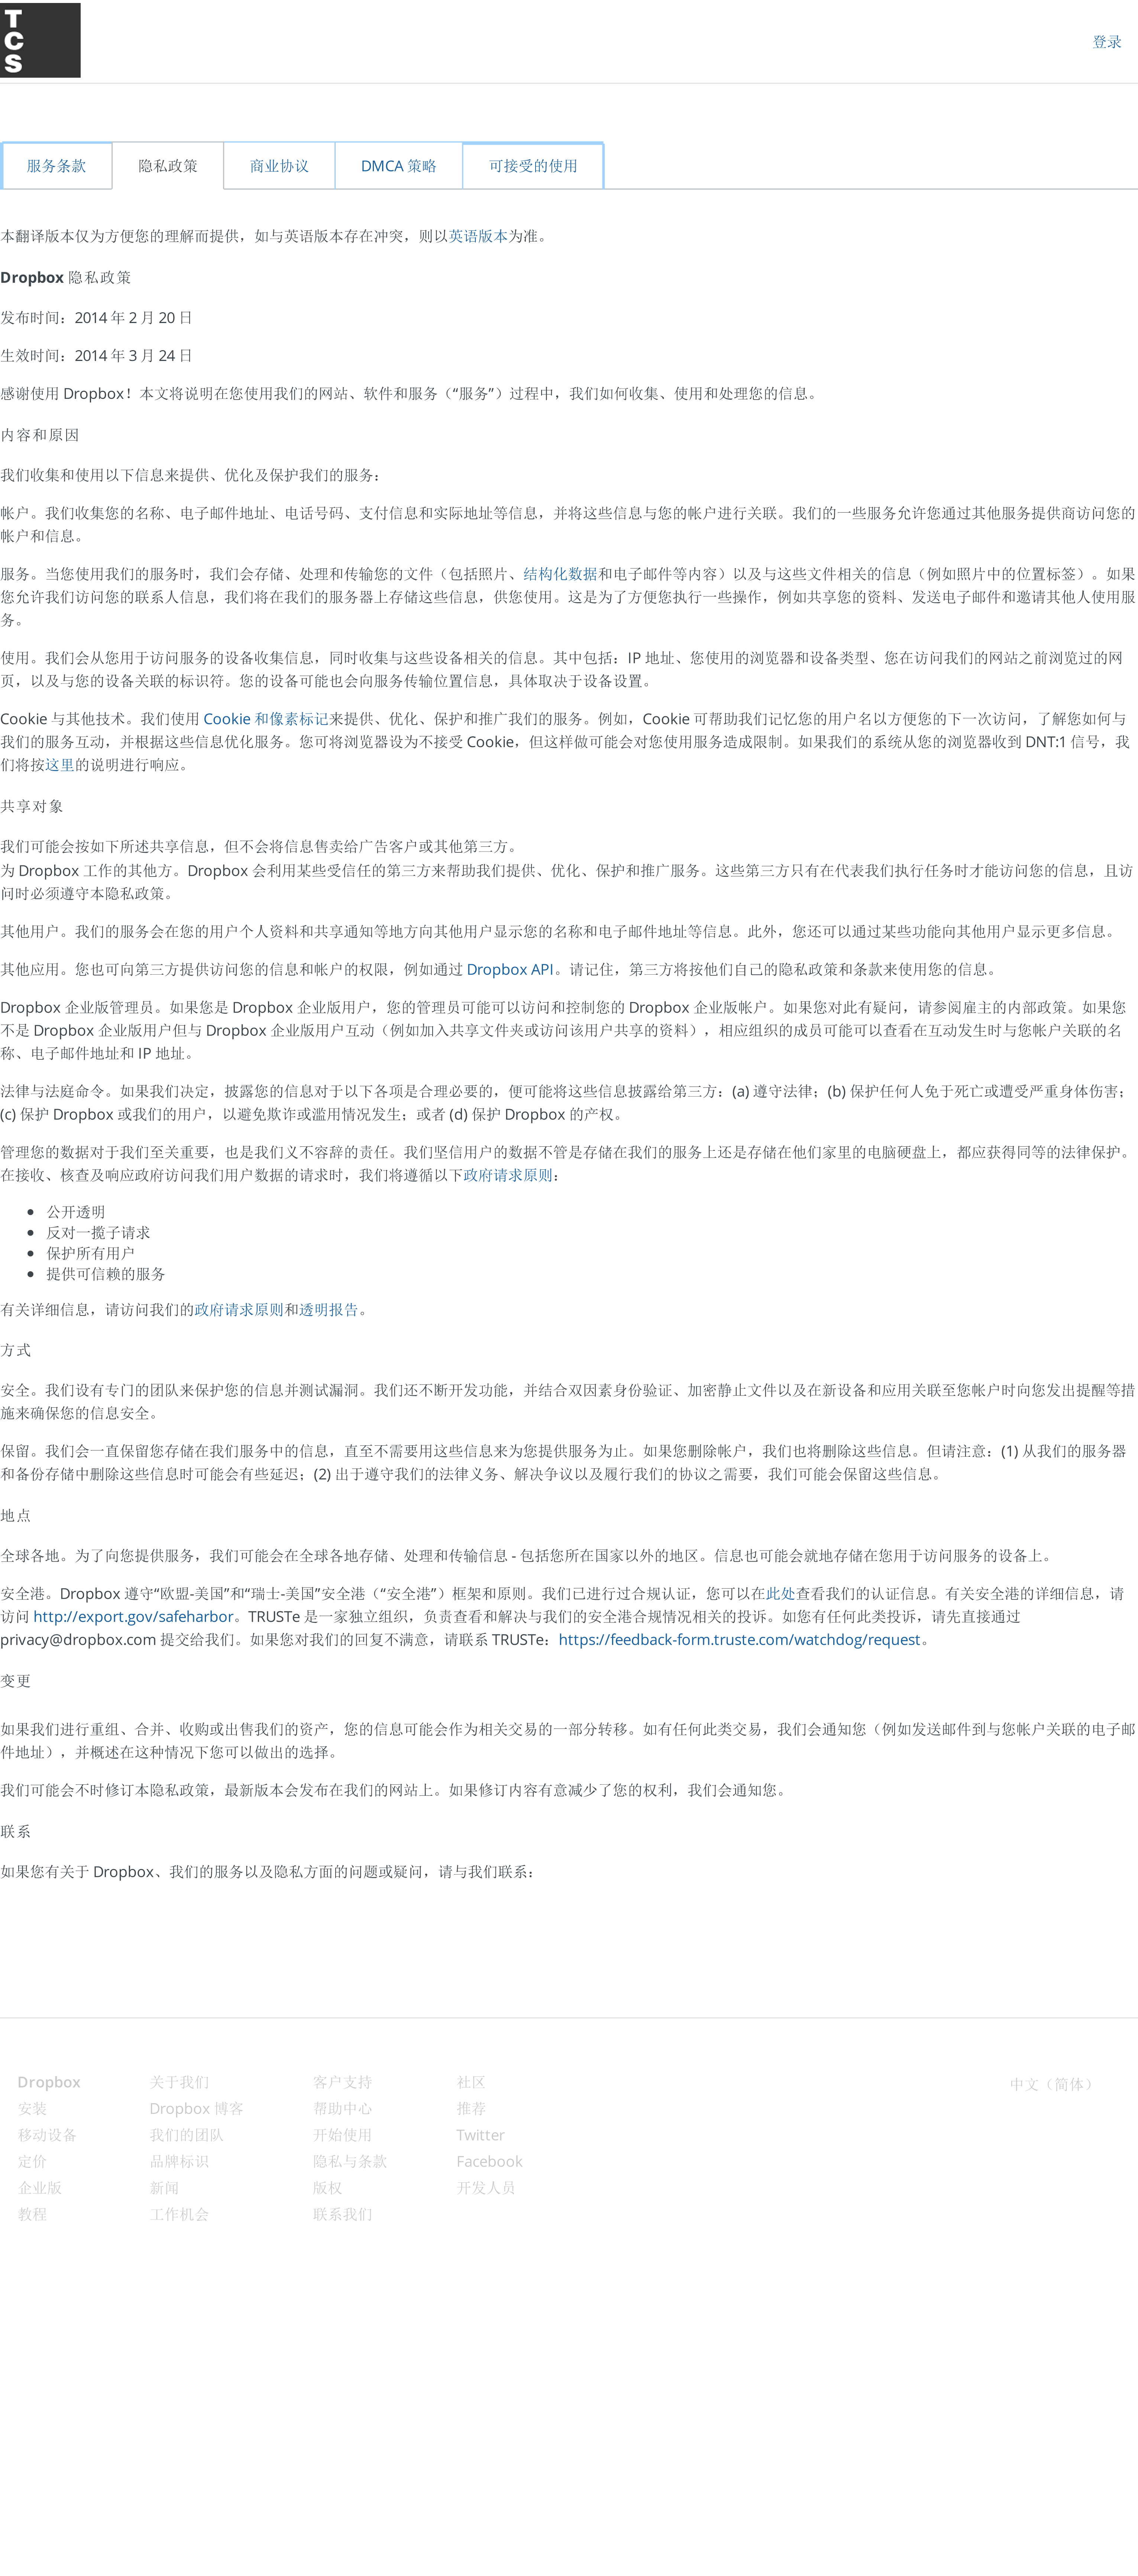 TCS
登录
服务条款 隐私政策 商业协议 DMCA 策略 可接受的使用
本翻译版本仅为方便您的理解而提供，如与英语版本存在冲突，则以英语版本为准。
Dropbox 隐私政策
发布时间：2014 年 2 月 20 日
生效时间：2014 年 3 月 24 日
感谢使用 Dropbox！本文将说明在您使用我们的网站、软件和服务（“服务”）过程中，我们如何收集、使用和处理您的信息。
内容和原因
我们收集和使用以下信息来提供、优化及保护我们的服务：
帐户。我们收集您的名称、电子邮件地址、电话号码、支付信息和实际地址等信息，并将这些信息与您的帐户进行关联。我们的一些服务允许您通过其他服务提供商访问您的
帐户和信息。
服务。当您使用我们的服务时，我们会存储、处理和传输您的文件（包括照片、结构化数据和电子邮件等内容）以及与这些文件相关的信息（例如照片中的位置标签）。如果
您允许我们访问您的联系人信息，我们将在我们的服务器上存储这些信息，供您使用。这是为了方便您执行一些操作，例如共享您的资料、发送电子邮件和邀请其他人使用服
务。
使用。我们会从您用于访问服务的设备收集信息，同时收集与这些设备相关的信息。其中包括：IP 地址、您使用的浏览器和设备类型、您在访问我们的网站之前浏览过的网
页，以及与您的设备关联的标识符。您的设备可能也会向服务传输位置信息，具体取决于设备设置。
Cookie 与其他技术。我们使用 Cookie 和像素标记来提供、优化、保护和推广我们的服务。例如，Cookie 可帮助我们记忆您的用户名以方便您的下一次访问，了解您如何与
我们的服务互动，并根据这些信息优化服务。您可将浏览器设为不接受 Cookie，但这样做可能会对您使用服务造成限制。如果我们的系统从您的浏览器收到 DNT:1 信号，我
们将按这里的说明进行响应。
共享对象
我们可能会按如下所述共享信息，但不会将信息售卖给广告客户或其他第三方。
为 Dropbox 工作的其他方。Dropbox 会利用某些受信任的第三方来帮助我们提供、优化、保护和推广服务。这些第三方只有在代表我们执行任务时才能访问您的信息，且访
问时必须遵守本隐私政策。
其他用户。我们的服务会在您的用户个人资料和共享通知等地方向其他用户显示您的名称和电子邮件地址等信息。此外，您还可以通过某些功能向其他用户显示更多信息。
其他应用。您也可向第三方提供访问您的信息和帐户的权限，例如通过 Dropbox API。请记住，第三方将按他们自己的隐私政策和条款来使用您的信息。
Dropbox 企业版管理员。如果您是 Dropbox 企业版用户，您的管理员可能可以访问和控制您的 Dropbox 企业版帐户。如果您对此有疑问，请参阅雇主的内部政策。如果您
不是 Dropbox 企业版用户但与 Dropbox 企业版用户互动（例如加入共享文件夹或访问该用户共享的资料），相应组织的成员可能可以查看在互动发生时与您帐户关联的名
称、电子邮件地址和 IP 地址。
法律与法庭命令。如果我们决定，披露您的信息对于以下各项是合理必要的，便可能将这些信息披露给第三方：(a) 遵守法律；(b) 保护任何人免于死亡或遭受严重身体伤害；
(c) 保护 Dropbox 或我们的用户，以避免欺诈或滥用情况发生；或者 (d) 保护 Dropbox 的产权。
管理您的数据对于我们至关重要，也是我们义不容辞的责任。我们坚信用户的数据不管是存储在我们的服务上还是存储在他们家里的电脑硬盘上，都应获得同等的法律保护。
在接收、核查及响应政府访问我们用户数据的请求时，我们将遵循以下政府请求原则：
• 公开透明
• 反对一揽子请求
• 保护所有用户
• 提供可信赖的服务
有关详细信息，请访问我们的政府请求原则和透明报告。
方式
安全。我们设有专门的团队来保护您的信息并测试漏洞。我们还不断开发功能，并结合双因素身份验证、加密静止文件以及在新设备和应用关联至您帐户时向您发出提醒等措
施来确保您的信息安全。
保留。我们会一直保留您存储在我们服务中的信息，直至不需要用这些信息来为您提供服务为止。如果您删除帐户，我们也将删除这些信息。但请注意：(1) 从我们的服务器
和备份存储中删除这些信息时可能会有些延迟；(2) 出于遵守我们的法律义务、解决争议以及履行我们的协议之需要，我们可能会保留这些信息。
地点
全球各地。为了向您提供服务，我们可能会在全球各地存储、处理和传输信息 - 包括您所在国家以外的地区。信息也可能会就地存储在您用于访问服务的设备上。
安全港。Dropbox 遵守“欧盟-美国”和“瑞士-美国”安全港（“安全港”）框架和原则。我们已进行过合规认证，您可以在此处查看我们的认证信息。有关安全港的详细信息，请
访问 http://export.gov/safeharbor。TRUSTe 是一家独立组织，负责查看和解决与我们的安全港合规情况相关的投诉。如您有任何此类投诉，请先直接通过
privacy@dropbox.com 提交给我们。如果您对我们的回复不满意，请联系 TRUSTe：https://feedback-form.truste.com/watchdog/request。
变更
如果我们进行重组、合并、收购或出售我们的资产，您的信息可能会作为相关交易的一部分转移。如有任何此类交易，我们会通知您（例如发送邮件到与您帐户关联的电子邮
件地址），并概述在这种情况下您可以做出的选择。
我们可能会不时修订本隐私政策，最新版本会发布在我们的网站上。如果修订内容有意减少了您的权利，我们会通知您。
联系
如果您有关于 Dropbox、我们的服务以及隐私方面的问题或疑问，请与我们联系：
Dropbox 关于我们 客户支持 社区 中文（简体）
安装 Dropbox 博客 帮助中心 推荐
移动设备 我们的团队 开始使用 Twitter
定价 品牌标识 隐私与条款 Facebook
企业版 新闻 版权 开发人员
教程 工作机会 联系我们